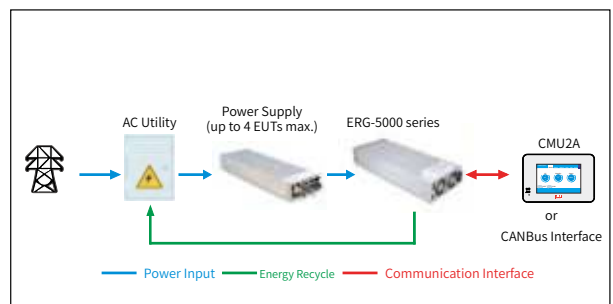 AC Utility
Power Supply
(up to 4 EUTs max.)
ERG-5000 series
CMU2A
or
CANBus Interface
Power Input
Energy Recycle
Communication Interface